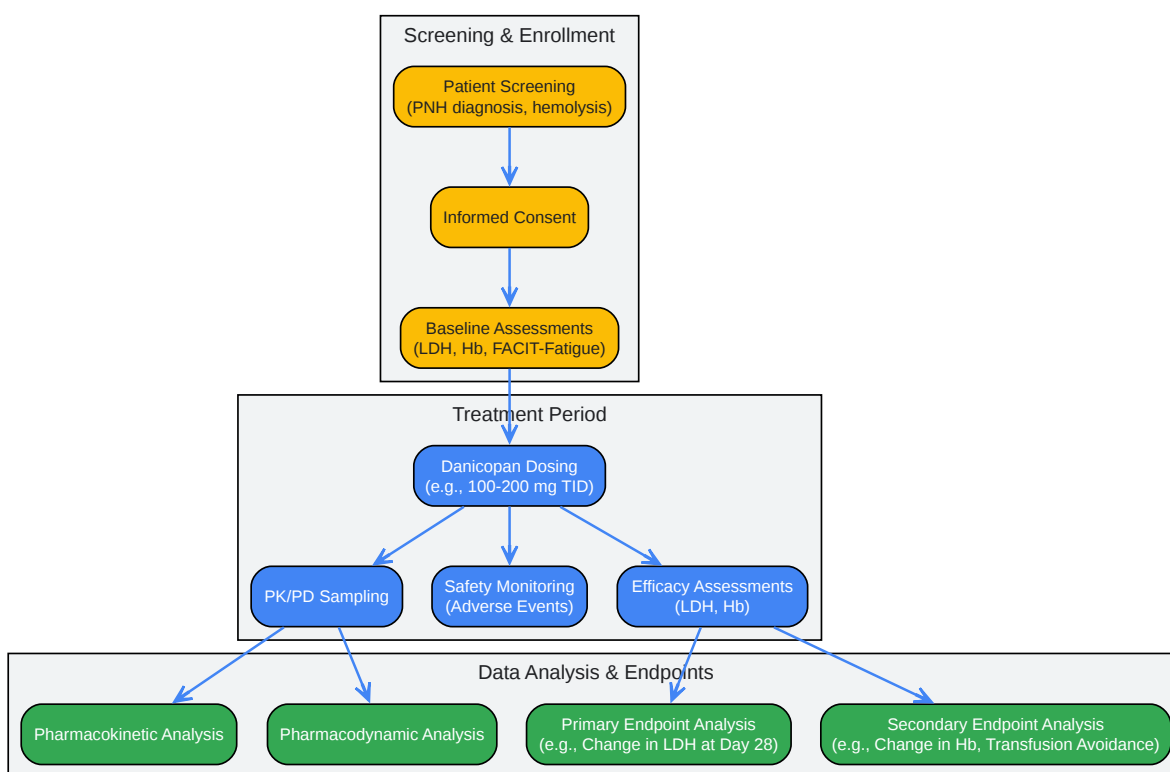 Screening & Enrollment
Patient Screening
(PNH diagnosis, hemolysis)
Informed Consent
Baseline Assessments
(LDH, Hb, FACIT-Fatigue)
Treatment Period
Danicopan Dosing
(e.g., 100-200 mg TID)
PK/PD Sampling
Safety Monitoring
(Adverse Events)
Efficacy Assessments
(LDH, Hb)
Data Analysis & Endpoints
Pharmacokinetic Analysis
Pharmacodynamic Analysis
Primary Endpoint Analysis
(e.g., Change in LDH at Day 28)
Secondary Endpoint Analysis
(e.g., Change in Hb, Transfusion Avoidance)